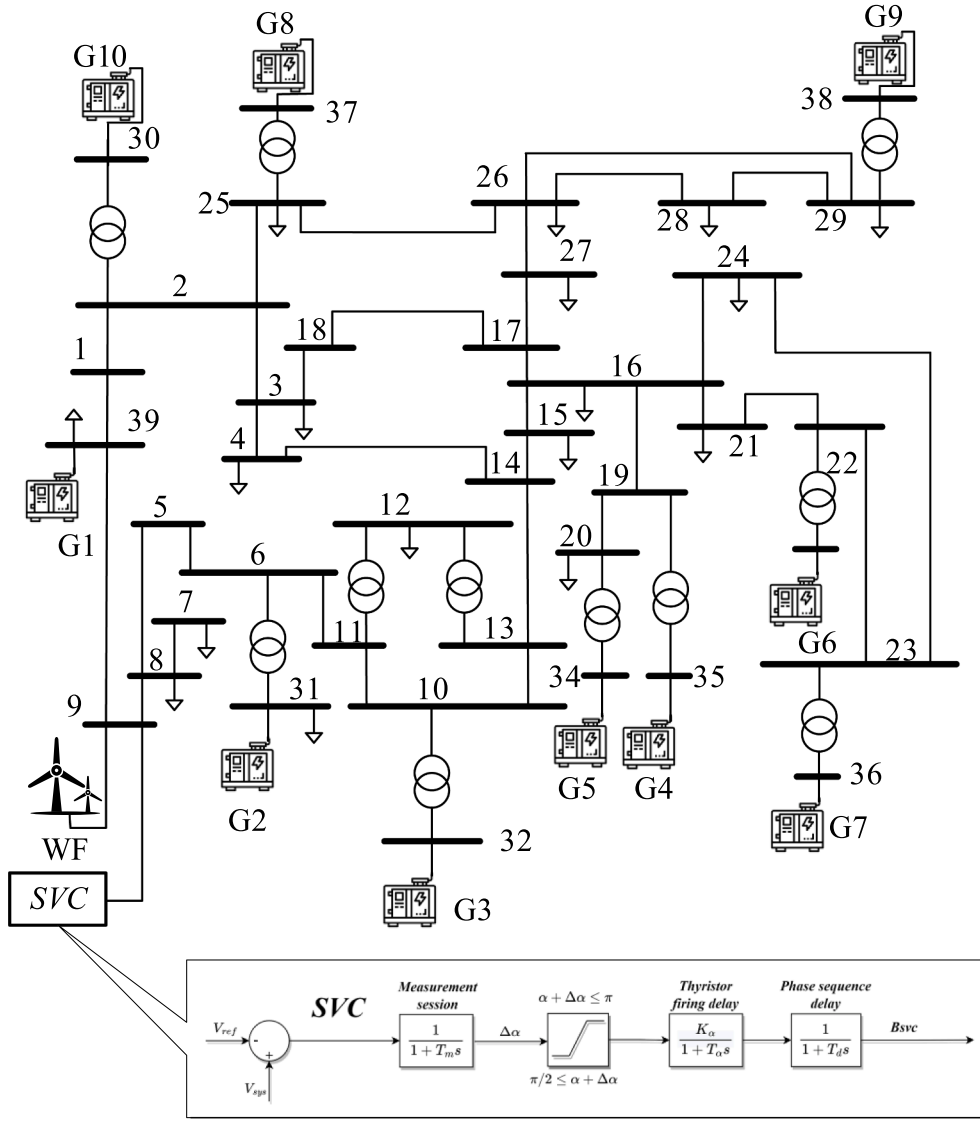 G8
G9
G10
37
38
30
26
25
28
29
27
24
2
18
17
1
16
3
15
39
4
14
21
19
22
G1
5
12
20
6
7
11
13
G6
23
8
34
35
9
31
10
36
G5
G4
G2
G7
WF
32
SVC
G3
SVC
Measurement
session
α + Δα ≤ π
Thyristor
firing delay
Phase sequence
delay
V_ref
-
+
V_sys
1
1 + T_m s
Δα
π/2 ≤ α + Δα
K_α
1 + T_α s
1
1 + T_d s
Bsvc